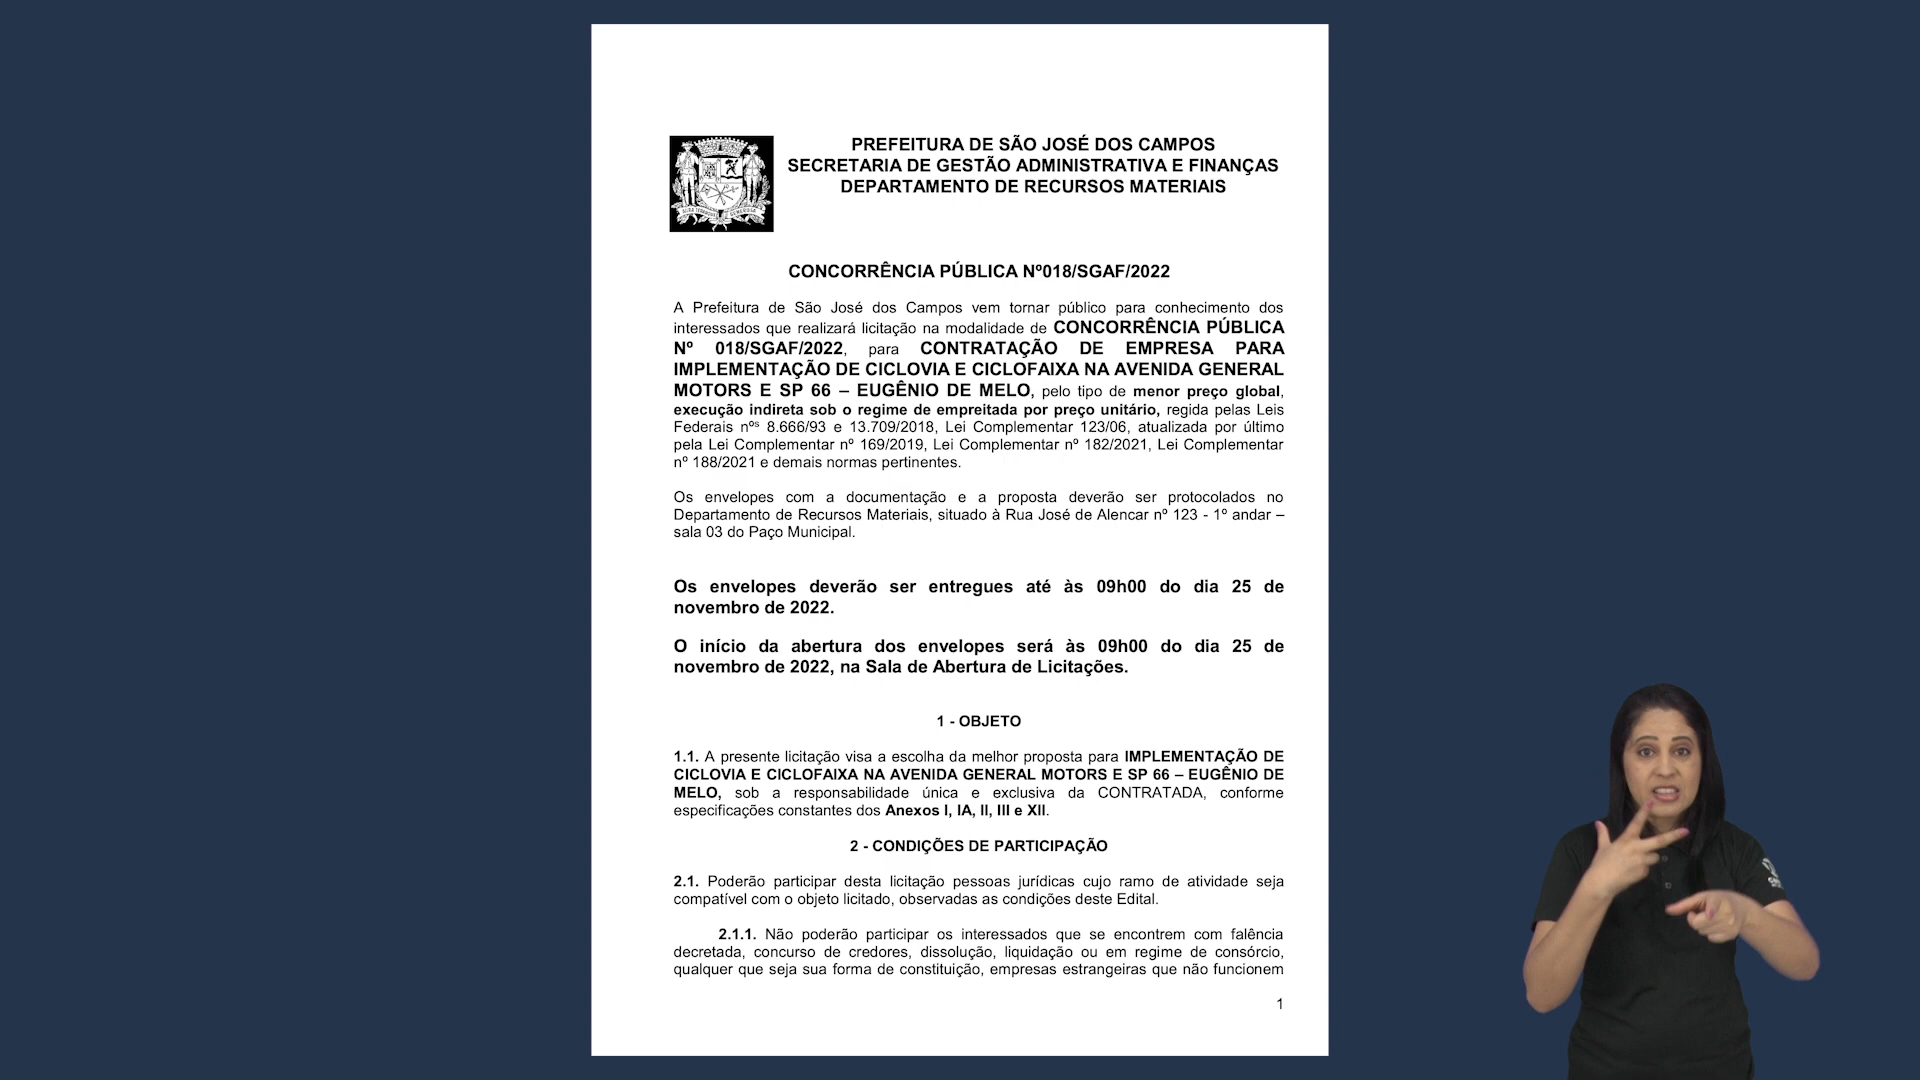 PREFEITURA DE SÃO JOSÉ DOS CAMPOS
SECRETARIA DE GESTÃO ADMINISTRATIVA E FINANÇAS
DEPARTAMENTO DE RECURSOS MATERIAIS
CONCORRÊNCIA PÚBLICA Nº018/SGAF/2022
A Prefeitura de São José dos Campos vem tornar público para conhecimento dos
interessados que realizará licitação na modalidade de CONCORRÊNCIA PÚBLICA
Nº 018/SGAF/2022, para CONTRATAÇÃO DE EMPRESA PARA
IMPLEMENTAÇÃO DE CICLOVIA E CICLOFAIXA NA AVENIDA GENERAL
MOTORS E SP 66 – EUGÊNIO DE MELO, pelo tipo de menor preço global,
execução indireta sob o regime de empreitada por preço unitário, regida pelas Leis
Federais nºs 8.666/93 e 13.709/2018, Lei Complementar 123/06, atualizada por último
pela Lei Complementar nº 169/2019, Lei Complementar nº 182/2021, Lei Complementar
nº 188/2021 e demais normas pertinentes.
Os envelopes com a documentação e a proposta deverão ser protocolados no
Departamento de Recursos Materiais, situado à Rua José de Alencar nº 123 - 1º andar –
sala 03 do Paço Municipal.
Os envelopes deverão ser entregues até às 09h00 do dia 25 de
novembro de 2022.
O início da abertura dos envelopes será às 09h00 do dia 25 de
novembro de 2022, na Sala de Abertura de Licitações.
1 - OBJETO
1.1. A presente licitação visa a escolha da melhor proposta para IMPLEMENTAÇÃO DE
CICLOVIA E CICLOFAIXA NA AVENIDA GENERAL MOTORS E SP 66 – EUGÊNIO DE
MELO, sob a responsabilidade única e exclusiva da CONTRATADA, conforme
especificações constantes dos Anexos I, IA, II, III e XII.
2 - CONDIÇÕES DE PARTICIPAÇÃO
2.1. Poderão participar desta licitação pessoas jurídicas cujo ramo de atividade seja
compatível com o objeto licitado, observadas as condições deste Edital.
2.1.1. Não poderão participar os interessados que se encontrem com falência
decretada, concurso de credores, dissolução, liquidação ou em regime de consórcio,
qualquer que seja sua forma de constituição, empresas estrangeiras que não funcionem
1